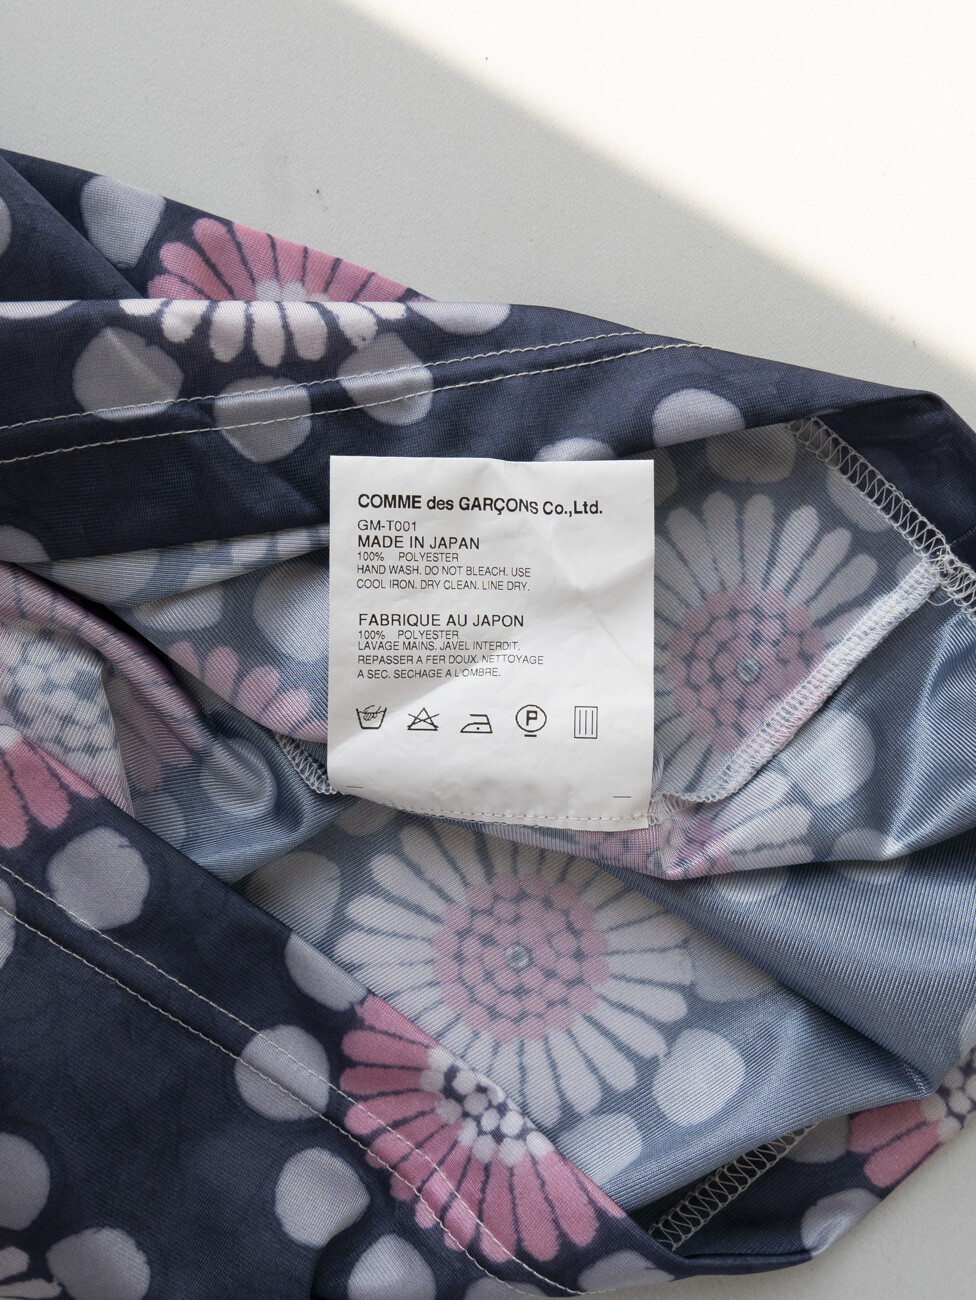 COMME des GARÇONS Co.,Ltd.
GM-T001
MADE IN JAPAN
100% POLYESTER
HAND WASH. DO NOT BLEACH. USE
COOL IRON. DRY CLEAN. LINE DRY.
FABRIQUE AU JAPON
100% POLYESTER
LAVAGE MAINS. JAVEL INTERDIT.
REPASSER A FER DOUX. NETTOYAGE
A SEC. SECHAGE A L'OMBRE.
P